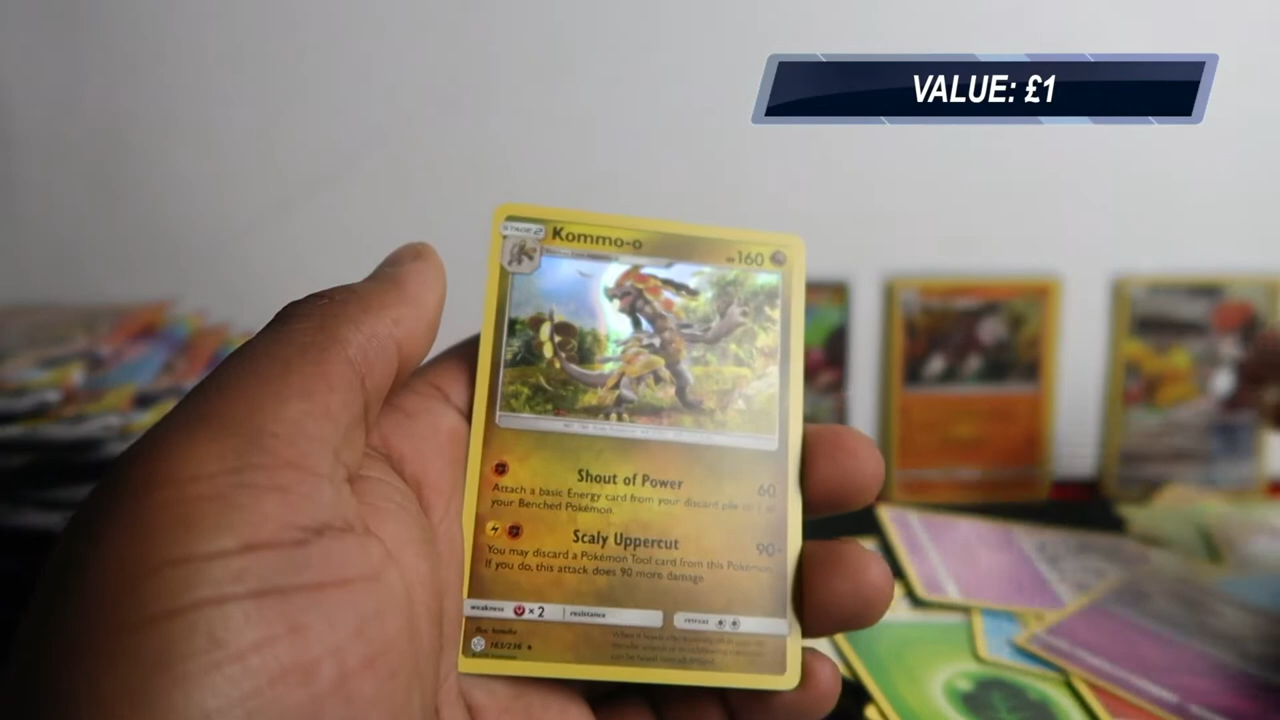 VALUE: £1
STAGE 2
Kommo-o
160
Shout of Power
60
Attach a basic Energy card from your discard pile to 1 of
your Benched Pokémon.
Scaly Uppercut
90+
You may discard a Pokémon Tool card from this Pokémon.
If you do, this attack does 90 more damage.
weakness
×2
resistance
retreat
163/236